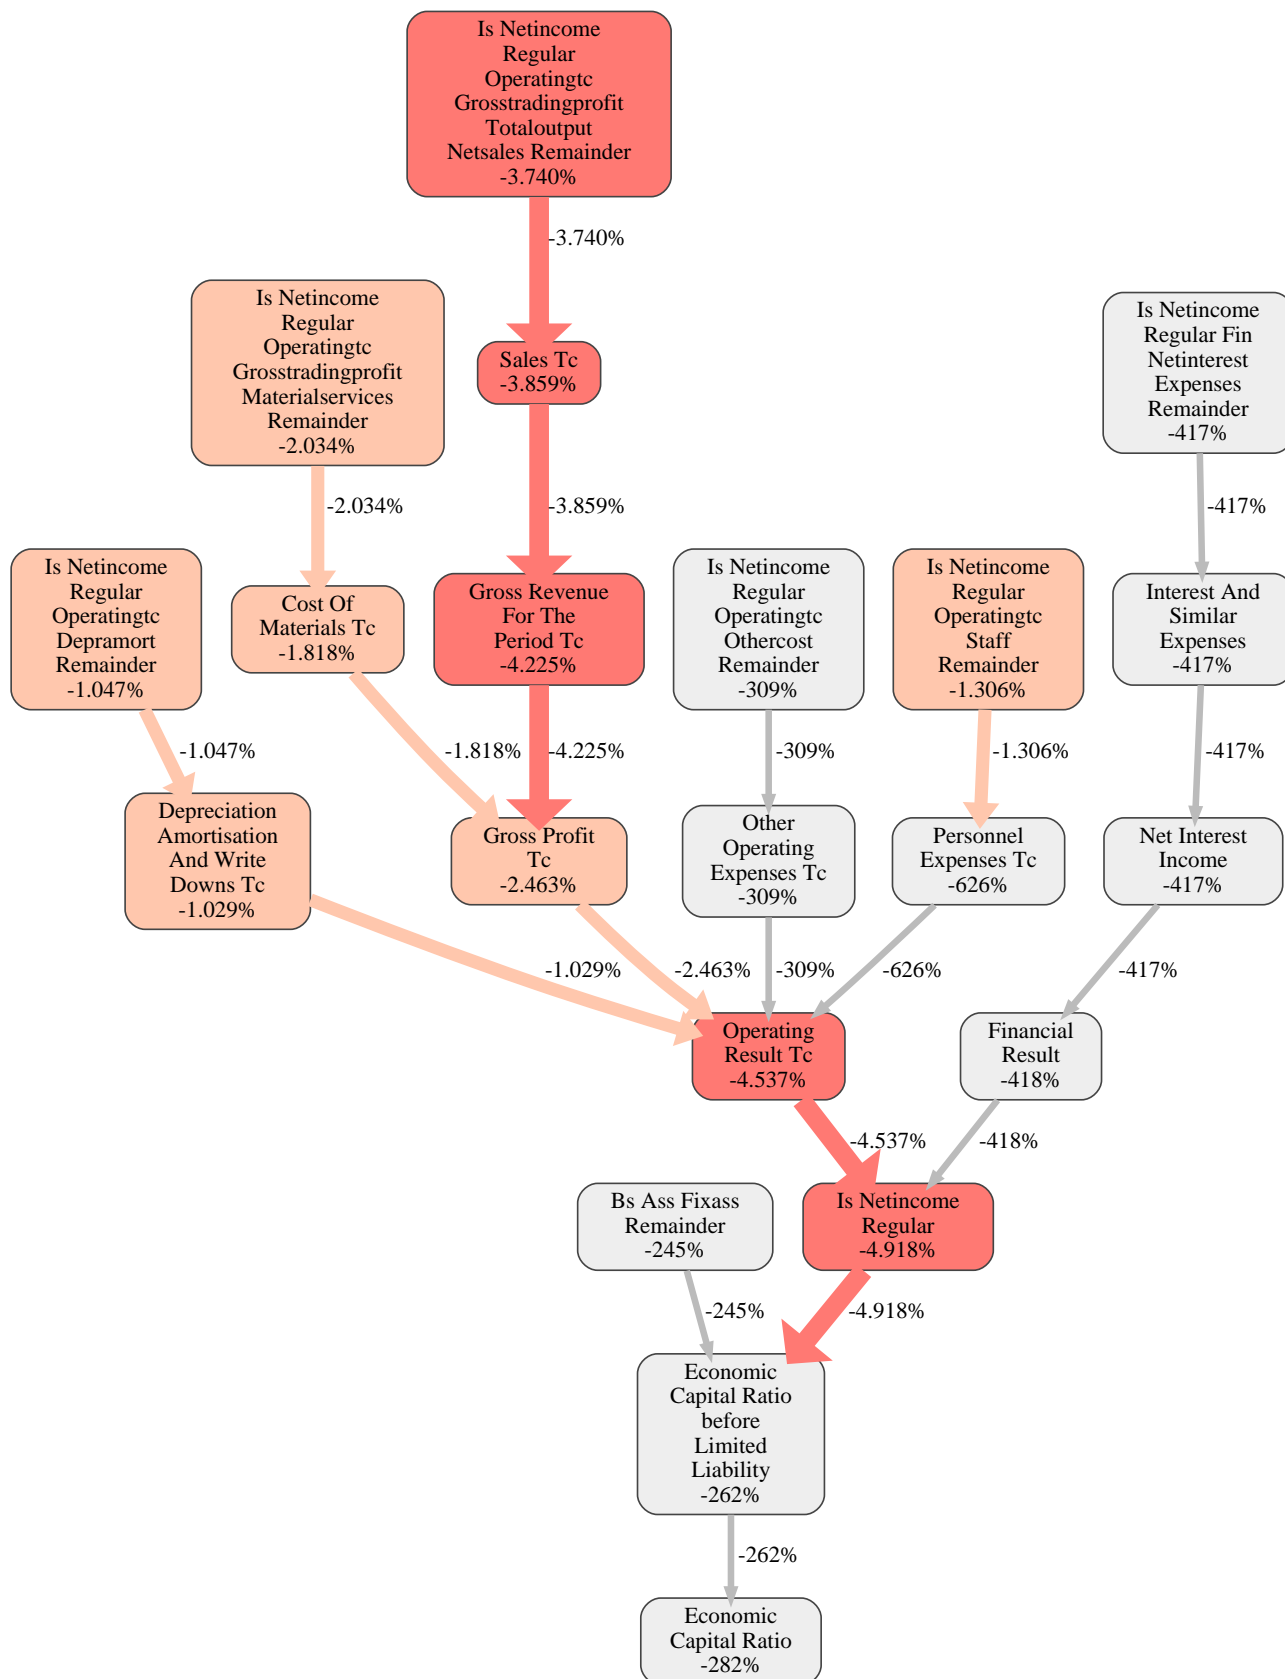 Is Netincome
Regular
Operatingtc
Grosstradingprofit
Totaloutput
Netsales Remainder
-3.740%
-3.740%
Is Netincome
Regular
Operatingtc
Grosstradingprofit
Materialservices
Remainder
-2.034%
Sales Tc
-3.859%
Is Netincome
Regular Fin
Netinterest
Expenses
Remainder
-417%
-2.034%
-3.859%
-417%
Is Netincome
Regular
Operatingtc
Depramort
Remainder
-1.047%
Cost Of
Materials Tc
-1.818%
Gross Revenue
For The
Period Tc
-4.225%
Is Netincome
Regular
Operatingtc
Othercost
Remainder
-309%
Is Netincome
Regular
Operatingtc
Staff
Remainder
-1.306%
Interest And
Similar
Expenses
-417%
-1.047%
-1.818%
-4.225%
-309%
-1.306%
-417%
Depreciation
Amortisation
And Write
Downs Tc
-1.029%
Gross Profit
Tc
-2.463%
Other
Operating
Expenses Tc
-309%
Personnel
Expenses Tc
-626%
Net Interest
Income
-417%
-1.029%
-2.463%
-309%
-626%
-417%
Operating
Result Tc
-4.537%
Financial
Result
-418%
-4.537%
-418%
Bs Ass Fixass
Remainder
-245%
Is Netincome
Regular
-4.918%
-245%
-4.918%
Economic
Capital Ratio
before
Limited
Liability
-262%
-262%
Economic
Capital Ratio
-282%